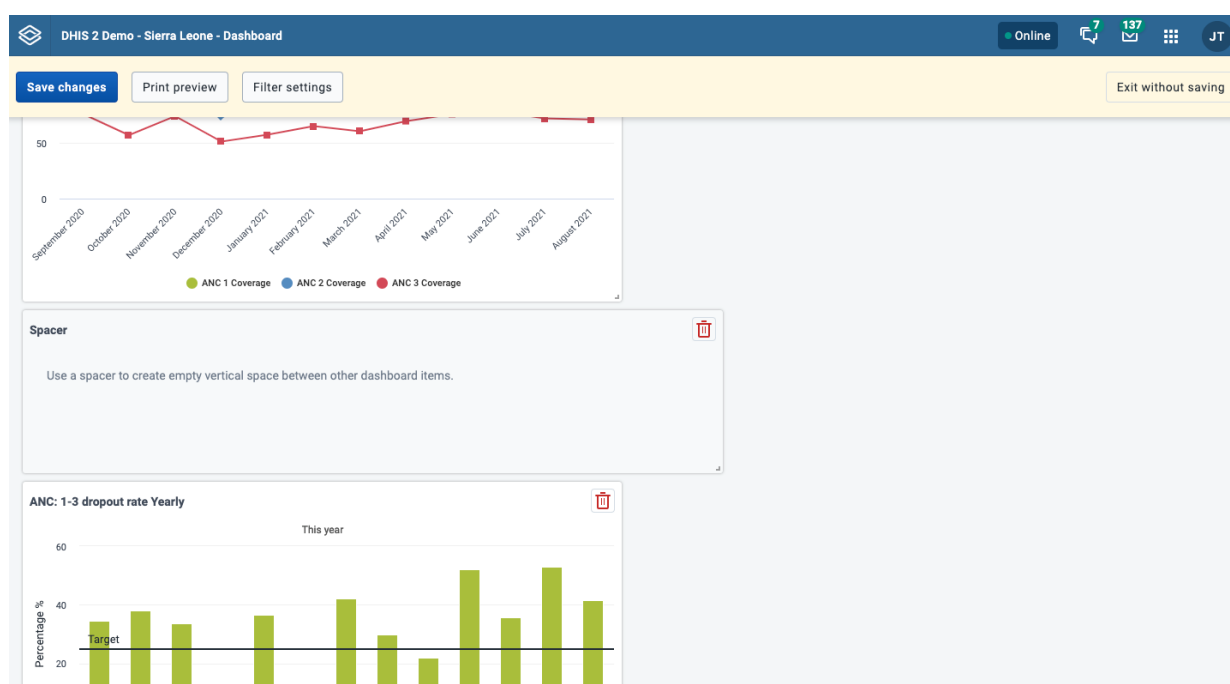 DHIS 2 Demo - Sierra Leone - Dashboard
Online
7
137
JT
Save changes
Print preview
Filter settings
Exit without saving
50
0
September 2020
October 2020
November 2020
December 2020
January 2021
February 2021
March 2021
April 2021
May 2021
June 2021
July 2021
August 2021
ANC 1 Coverage
ANC 2 Coverage
ANC 3 Coverage
Spacer
Use a spacer to create empty vertical space between other dashboard items.
ANC: 1-3 dropout rate Yearly
This year
60
40
20
Percentage %
Target